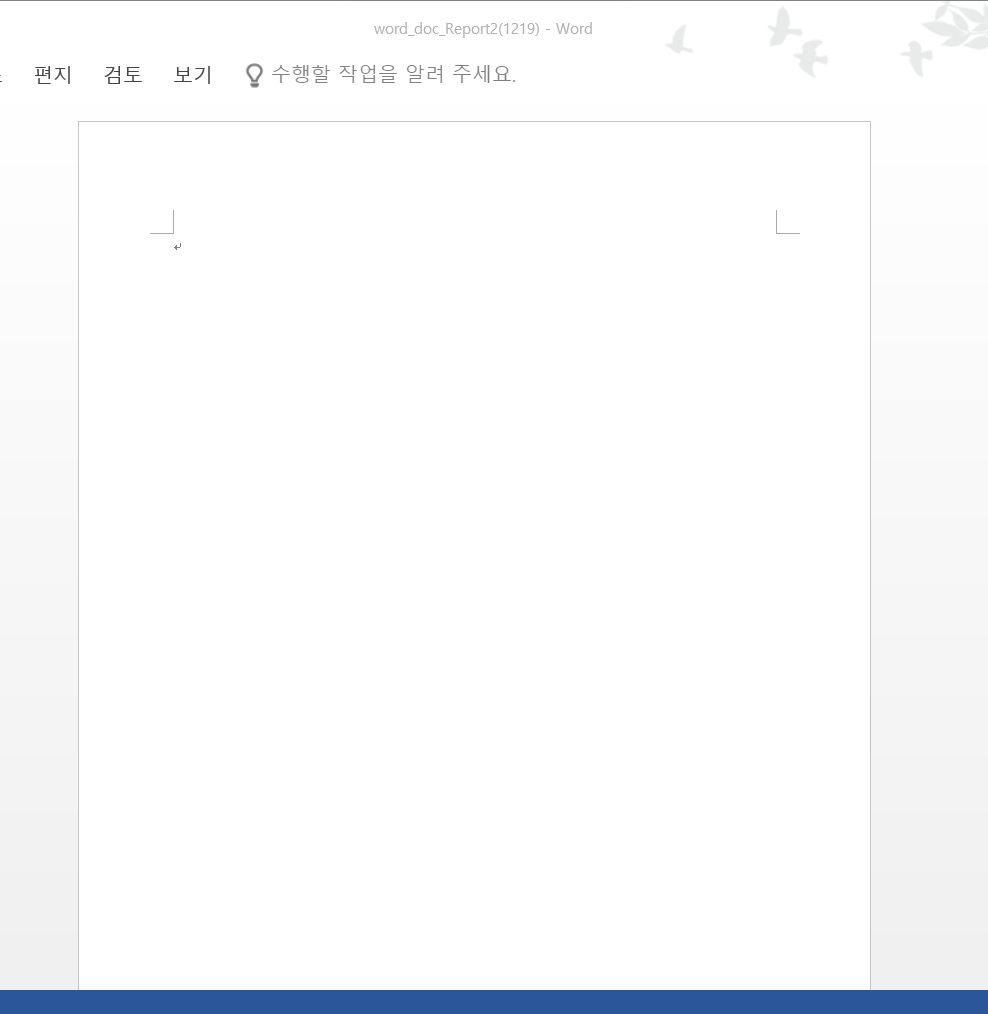 word_doc_Report2(1219) - Word
편지 검토 보기 수행할 작업을 알려 주세요.